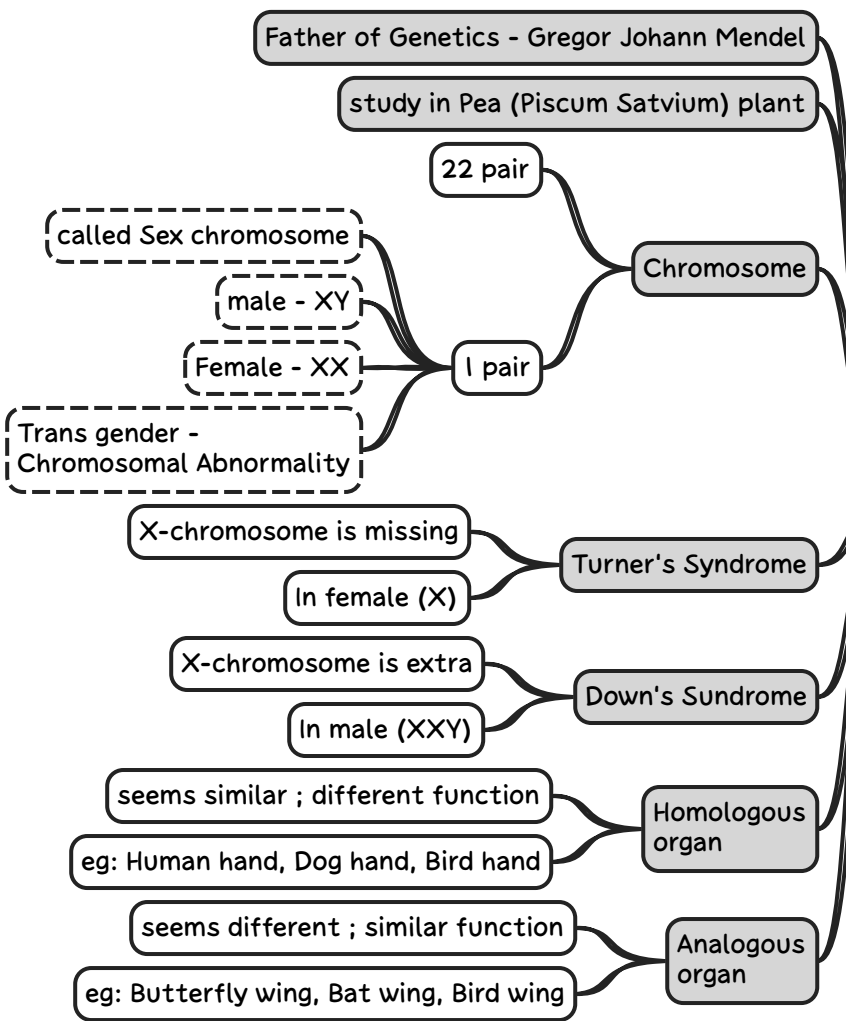 Father of Genetics - Gregor Johann Mendel
study in Pea (Piscum Satvium) plant
22 pair
called Sex chromosome
Chromosome
male - XY
Female - XX
1 pair
Trans gender -
Chromosomal Abnormality
X-chromosome is missing
Turner's Syndrome
In female (X)
X-chromosome is extra
Down's Sundrome
In male (XXY)
seems similar ; different function
Homologous
organ
eg: Human hand, Dog hand, Bird hand
seems different ; similar function
Analogous
organ
eg: Butterfly wing, Bat wing, Bird wing